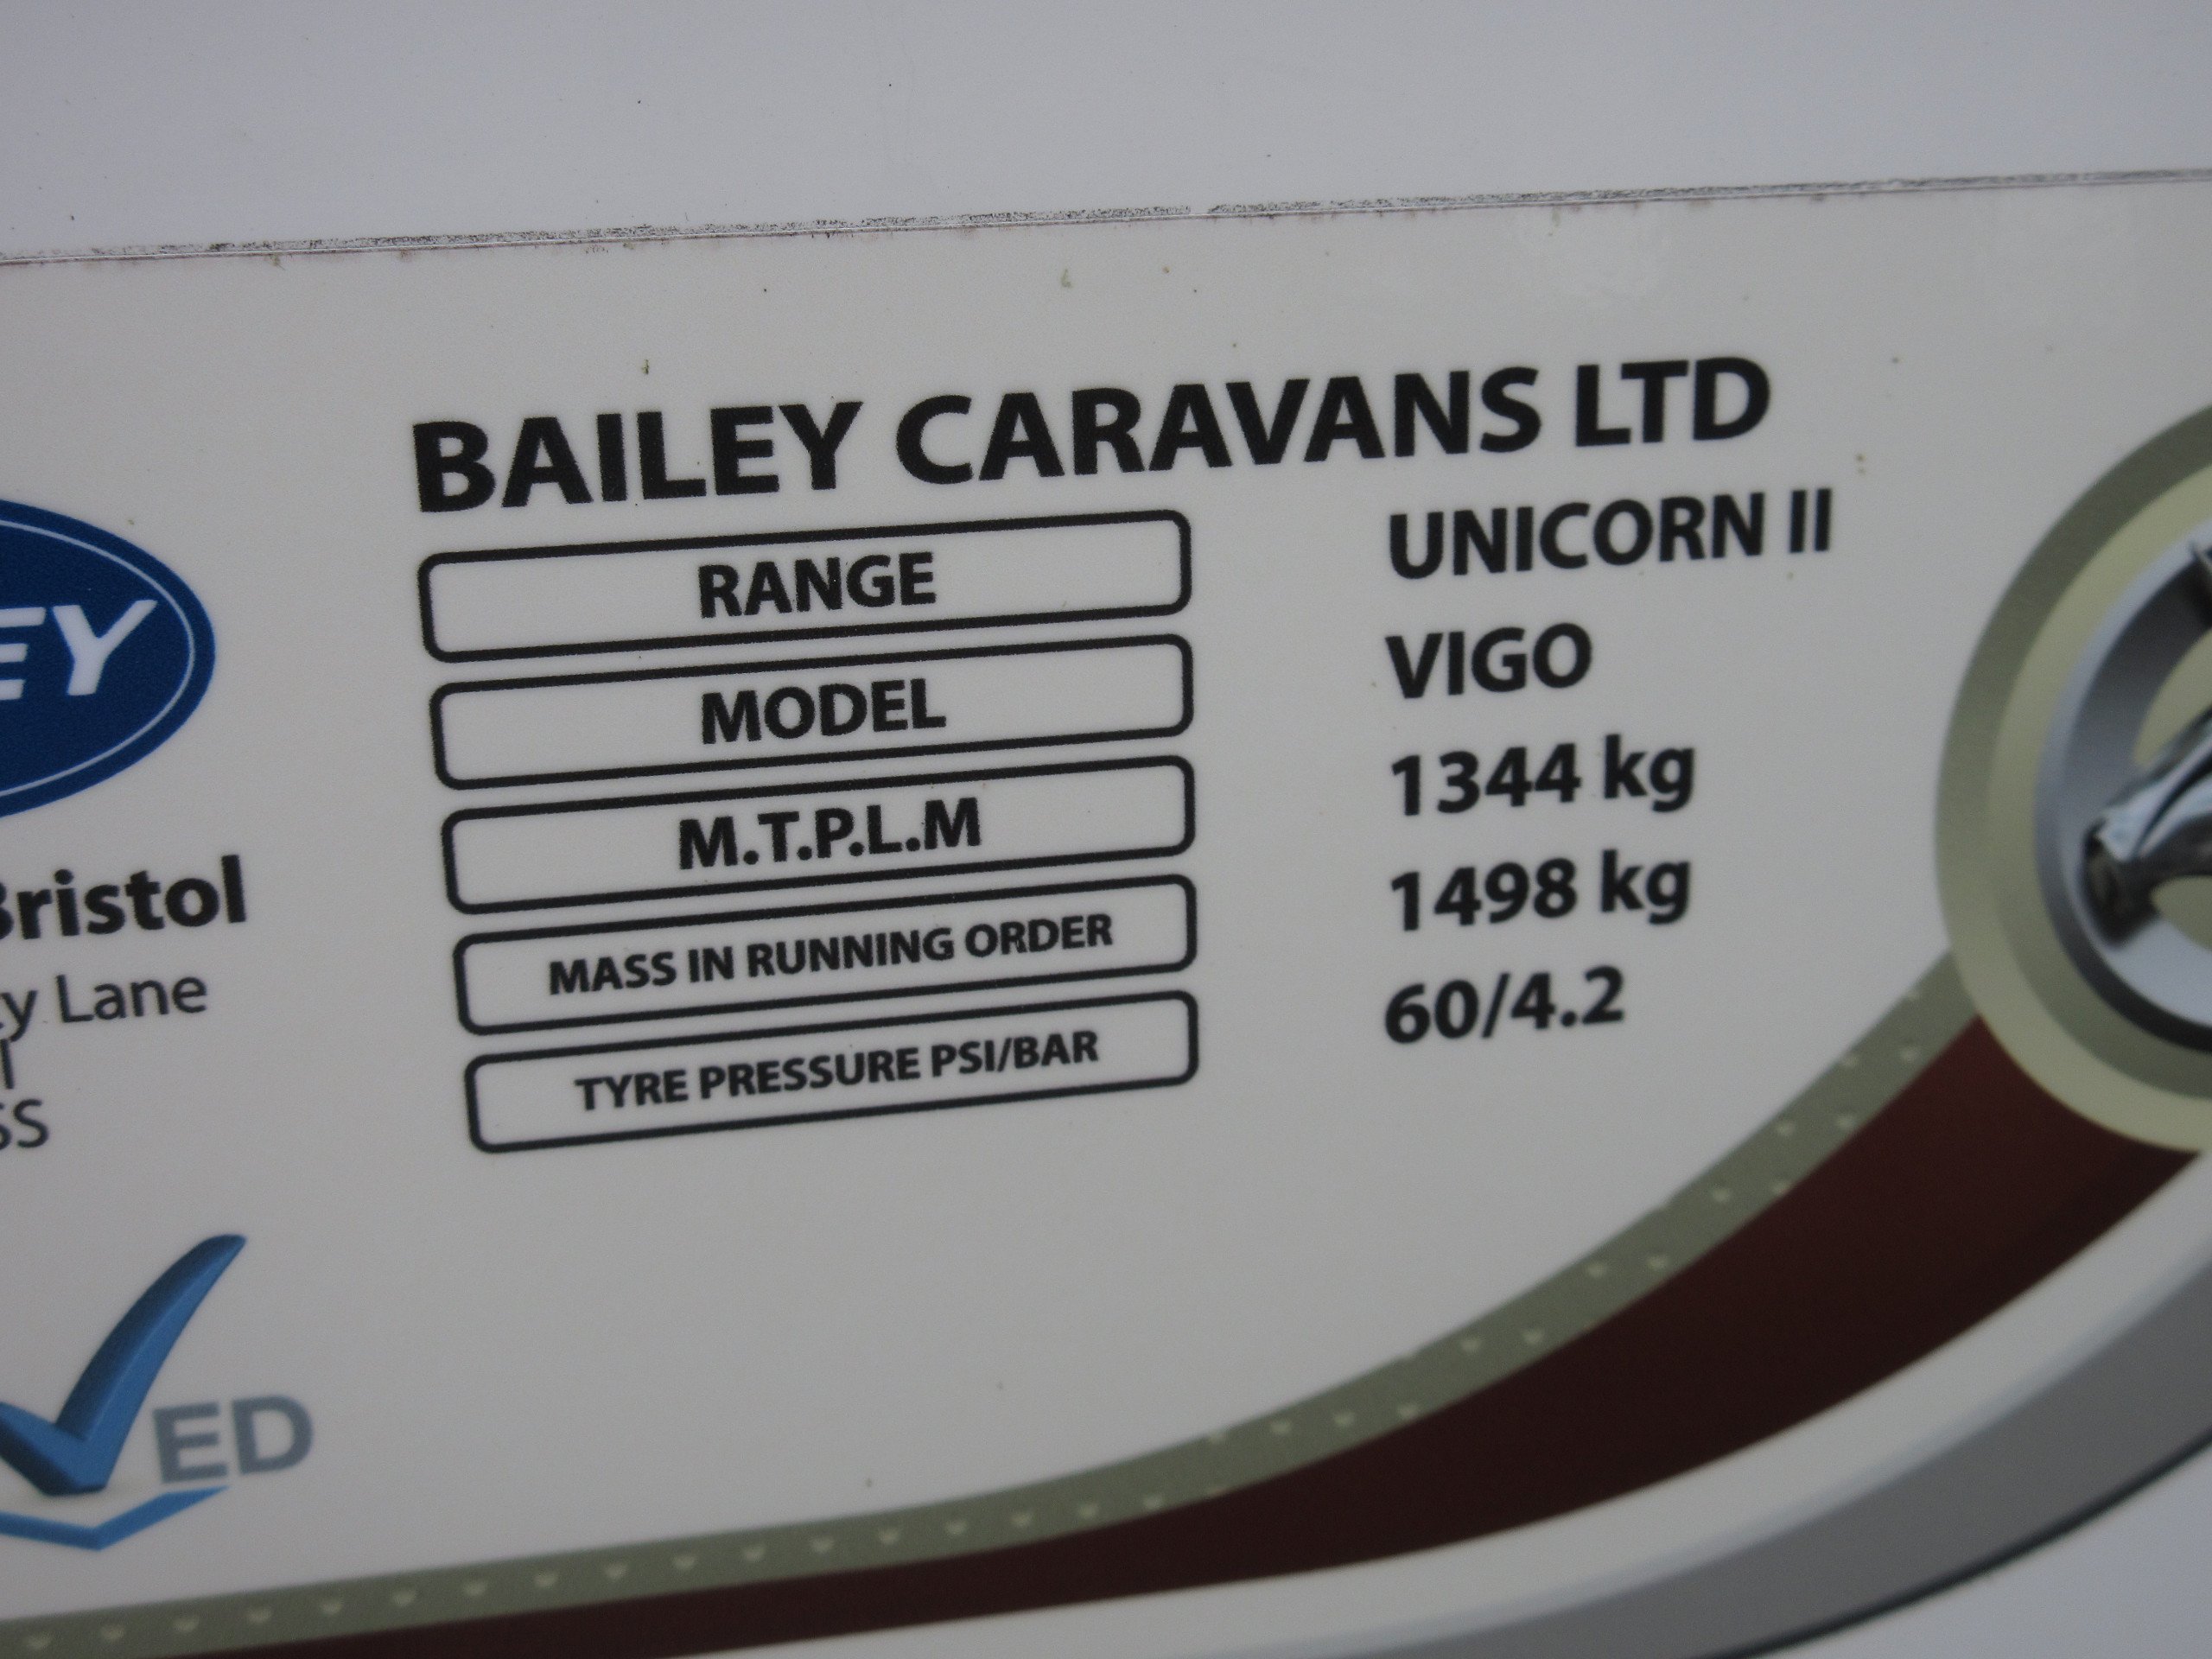 BAILEY CARAVANS LTD
RANGE UNICORN II
MODEL VIGO
M.T.P.L.M 1344 kg
MASS IN RUNNING ORDER 1498 kg
TYRE PRESSURE PSI/BAR 60/4.2
EY
Bristol
Lane
SS
ED